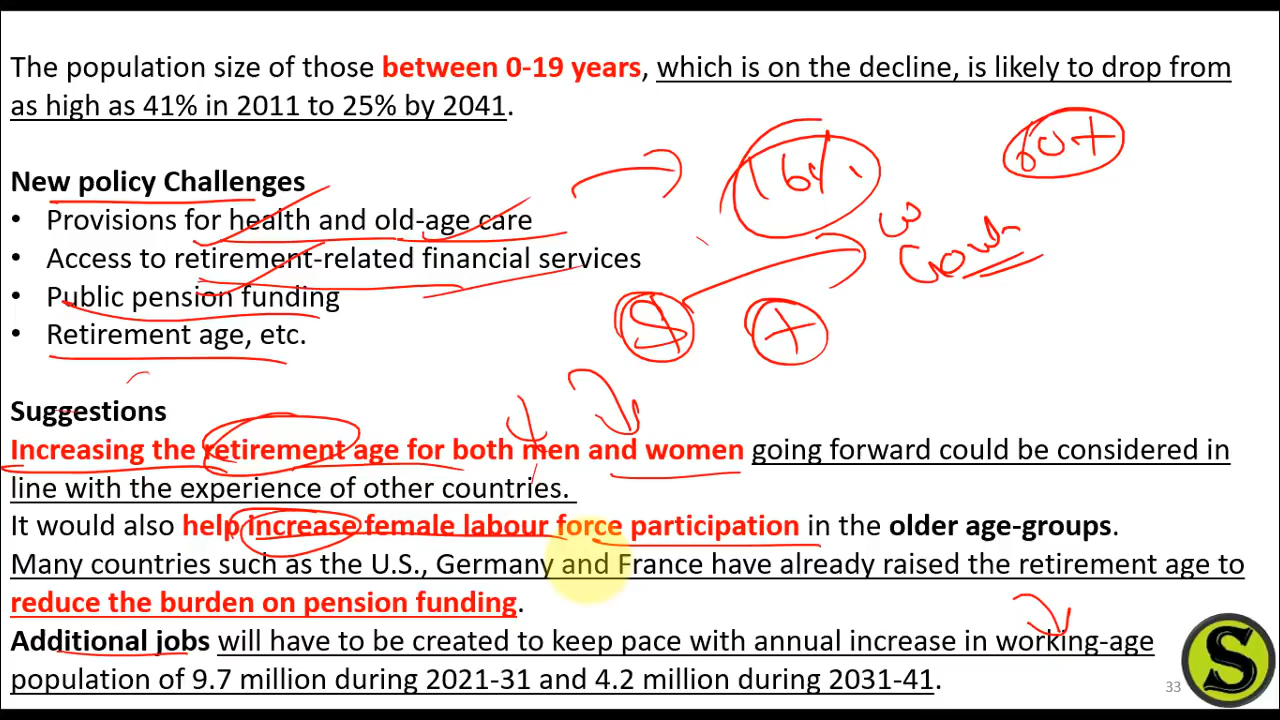 The population size of those between 0-19 years, which is on the decline, is likely to drop from
as high as 41% in 2011 to 25% by 2041.
New policy Challenges
• Provisions for health and old-age care
• Access to retirement-related financial services
• Public pension funding
• Retirement age, etc.
16%
60+
Suggestions
Increasing the retirement age for both men and women going forward could be considered in
line with the experience of other countries.
It would also help increase female labour force participation in the older age-groups.
Many countries such as the U.S., Germany and France have already raised the retirement age to
reduce the burden on pension funding.
Additional jobs will have to be created to keep pace with annual increase in working-age
population of 9.7 million during 2021-31 and 4.2 million during 2031-41.
33
S